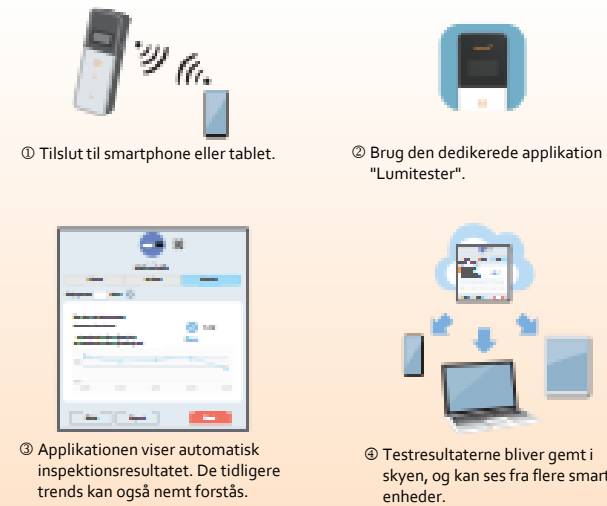 ① Tilslut til smartphone eller tablet.
② Brug den dedikerede applikation
"Lumitester".
③ Applikationen viser automatisk
inspektionsresultatet. De tidligere
trends kan også nemt forstås.
④ Testresultaterne bliver gemt i
skyen, og kan ses fra flere smart
enheder.